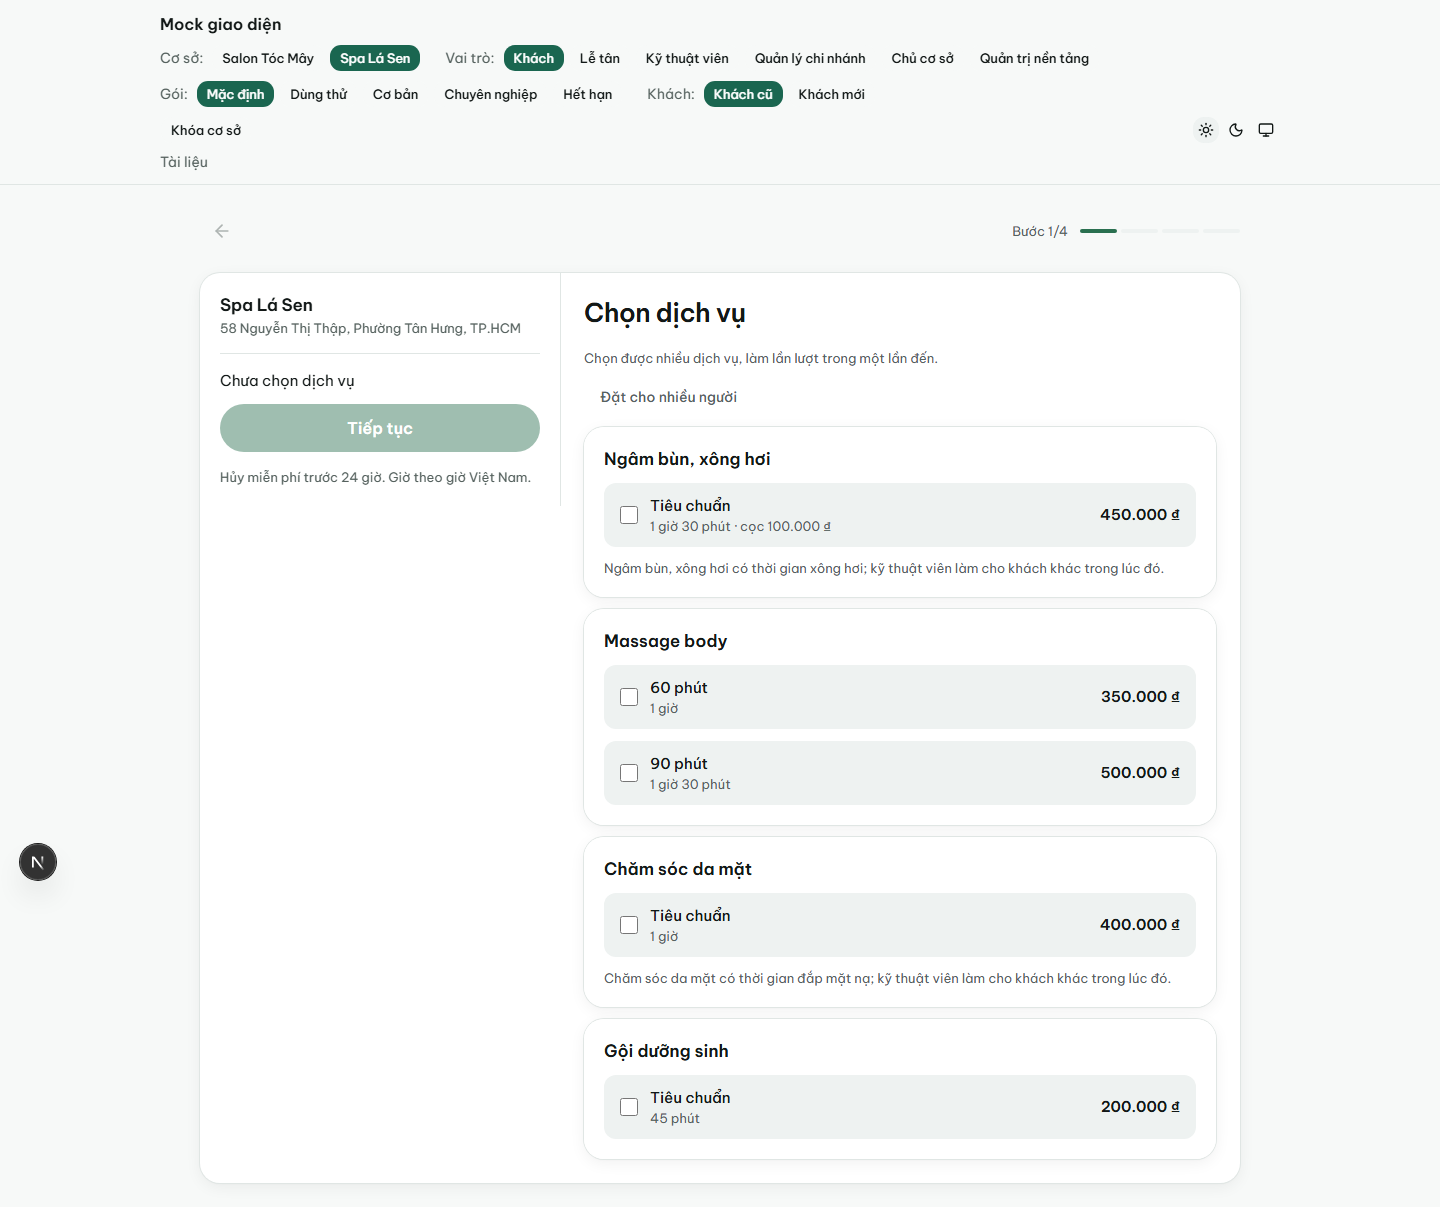 Mock giao diện
Cơ sở: Salon Tóc Mây Spa Lá Sen Vai trò: Khách Lễ tân Kỹ thuật viên Quản lý chi nhánh Chủ cơ sở Quản trị nền tảng
Gói: Mặc định Dùng thử Cơ bản Chuyên nghiệp Hết hạn Khách: Khách cũ Khách mới
Khóa cơ sở
Tài liệu
Bước 1/4
Spa Lá Sen
58 Nguyễn Thị Thập, Phường Tân Hưng, TP.HCM
Chưa chọn dịch vụ
Tiếp tục
Hủy miễn phí trước 24 giờ. Giờ theo giờ Việt Nam.
Chọn dịch vụ
Chọn được nhiều dịch vụ, làm lần lượt trong một lần đến.
Đặt cho nhiều người
Ngâm bùn, xông hơi
Tiêu chuẩn
1 giờ 30 phút · cọc 100.000 ₫
450.000 ₫
Ngâm bùn, xông hơi có thời gian xông hơi; kỹ thuật viên làm cho khách khác trong lúc đó.
Massage body
60 phút
1 giờ
350.000 ₫
90 phút
1 giờ 30 phút
500.000 ₫
Chăm sóc da mặt
Tiêu chuẩn
1 giờ
400.000 ₫
Chăm sóc da mặt có thời gian đắp mặt nạ; kỹ thuật viên làm cho khách khác trong lúc đó.
Gội dưỡng sinh
Tiêu chuẩn
45 phút
200.000 ₫
N